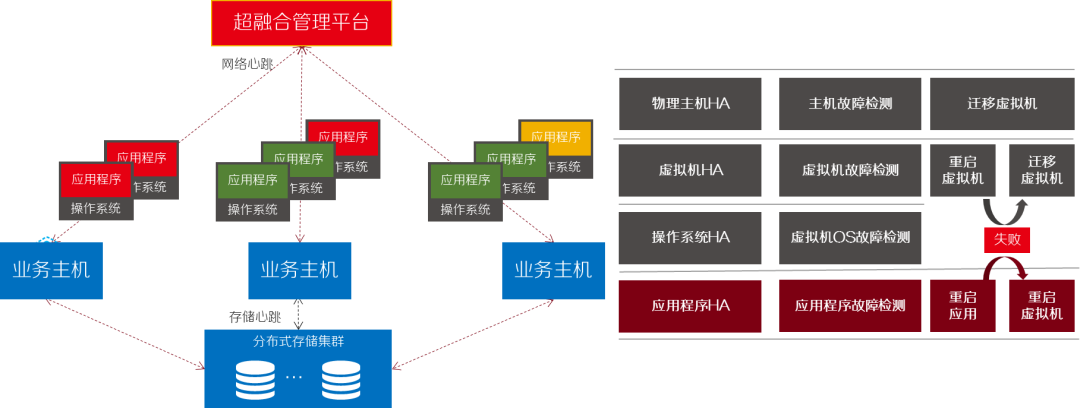 超融合管理平台
网络心跳
应用程序
作系统
应用程序
操作系统
应用程序
作系统
应用程序
作系统
应用程序
操作系统
应用程序
作系统
应用程序
作系统
应用程序
操作系统
业务主机
业务主机
业务主机
存储心跳
分布式存储集群
...
物理主机HA
主机故障检测
迁移虚拟机
虚拟机HA
虚拟机故障检测
重启
虚拟机
迁移
虚拟机
操作系统HA
虚拟机OS故障检测
失败
应用程序HA
应用程序故障检测
重启
应用
重启
虚拟机